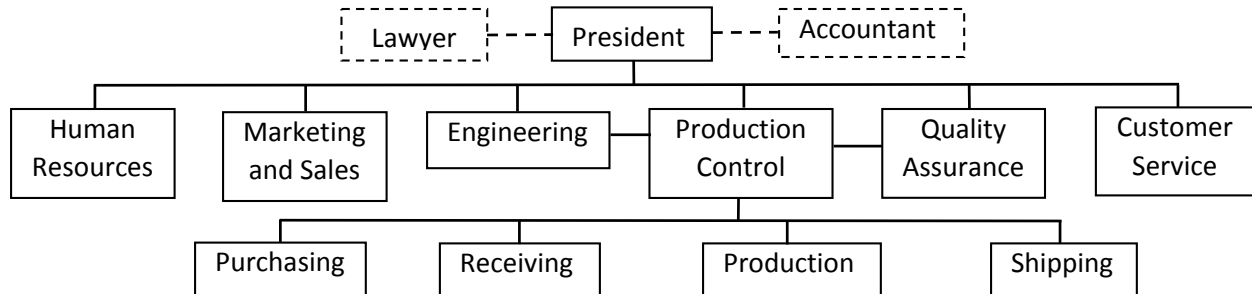 Lawyer
President
Accountant
Human
Resources
Marketing
and Sales
Engineering
Production
Control
Quality
Assurance
Customer
Service
Purchasing
Receiving
Production
Shipping